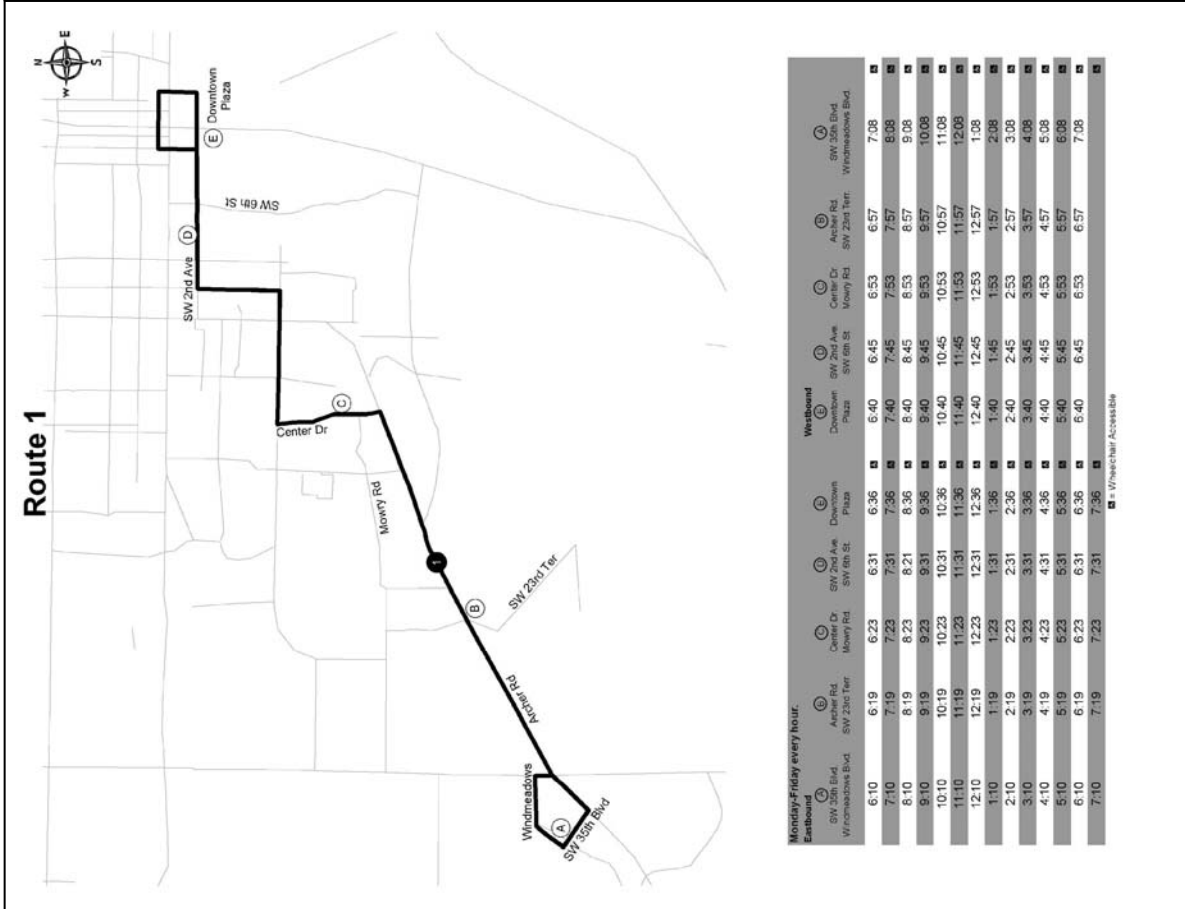 Route 1
N
E
S
W
Downtown
Plaza
E
SW 6th St
D
SW 2nd Ave
C
Center Dr
Mowry Rd
1
B
SW 23rd Ter
Archer Rd
Windmeadows
A
SW 35th Blvd
Monday-Friday every hour.
Eastbound Westbound
A B C D E E D C B A
SW 35th Blvd. Archer Rd. Center Dr SW 2nd Ave. Downtown Downtown SW 2nd Ave. Center Dr Archer Rd. SW 35th Blvd.
Windmeadows Blvd. SW 23rd Terr. Mowry Rd. SW 6th St. Plaza Plaza SW 6th St Mowry Rd. SW 23rd Terr. Windmeadows Blvd.
6:10 6:19 6:23 6:31 6:36 6:40 6:45 6:53 6:57 7:08
7:10 7:19 7:23 7:31 7:36 7:40 7:45 7:53 7:57 8:08
8:10 8:19 8:23 8:21 8:36 8:40 8:45 8:53 8:57 9:08
9:10 9:19 9:23 9:31 9:36 9:40 9:45 9:53 9:57 10:08
10:10 10:19 10:23 10:31 10:36 10:40 10:45 10:53 10:57 11:08
11:10 11:19 11:23 11:31 11:36 11:40 11:45 11:53 11:57 12:08
12:10 12:19 12:23 12:31 12:36 12:40 12:45 12:53 12:57 1:08
1:10 1:19 1:23 1:31 1:36 1:40 1:45 1:53 1:57 2:08
2:10 2:19 2:23 2:31 2:36 2:40 2:45 2:53 2:57 3:08
3:10 3:19 3:23 3:31 3:36 3:40 3:45 3:53 3:57 4:08
4:10 4:19 4:23 4:31 4:36 4:40 4:45 4:53 4:57 5:08
5:10 5:19 5:23 5:31 5:36 5:40 5:45 5:53 5:57 6:08
6:10 6:19 6:23 6:31 6:36 6:40 6:45 6:53 6:57 7:08
7:10 7:19 7:23 7:31 7:36
= Wheelchair Accessible